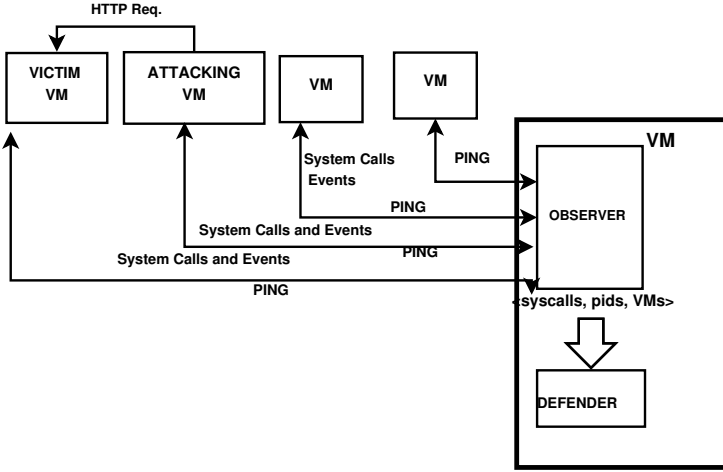 HTTP Req.
VICTIM
VM
ATTACKING
VM
VM
VM
VM
System Calls
Events
PING
OBSERVER
PING
System Calls and Events
PING
System Calls and Events
PING
<syscalls, pids, VMs>
DEFENDER